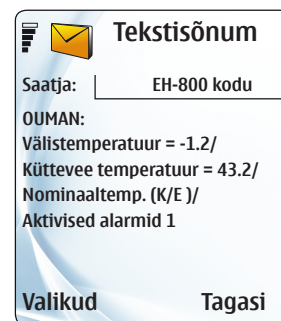 Tekstisõnum
Saatja: EH-800 kodu
OUMAN:
Välistemperatuur = -1.2/
Küttevee temperatuur = 43.2/
Nominaaltemp. (K/E )/
Aktivised alarmid 1
Valikud Tagasi